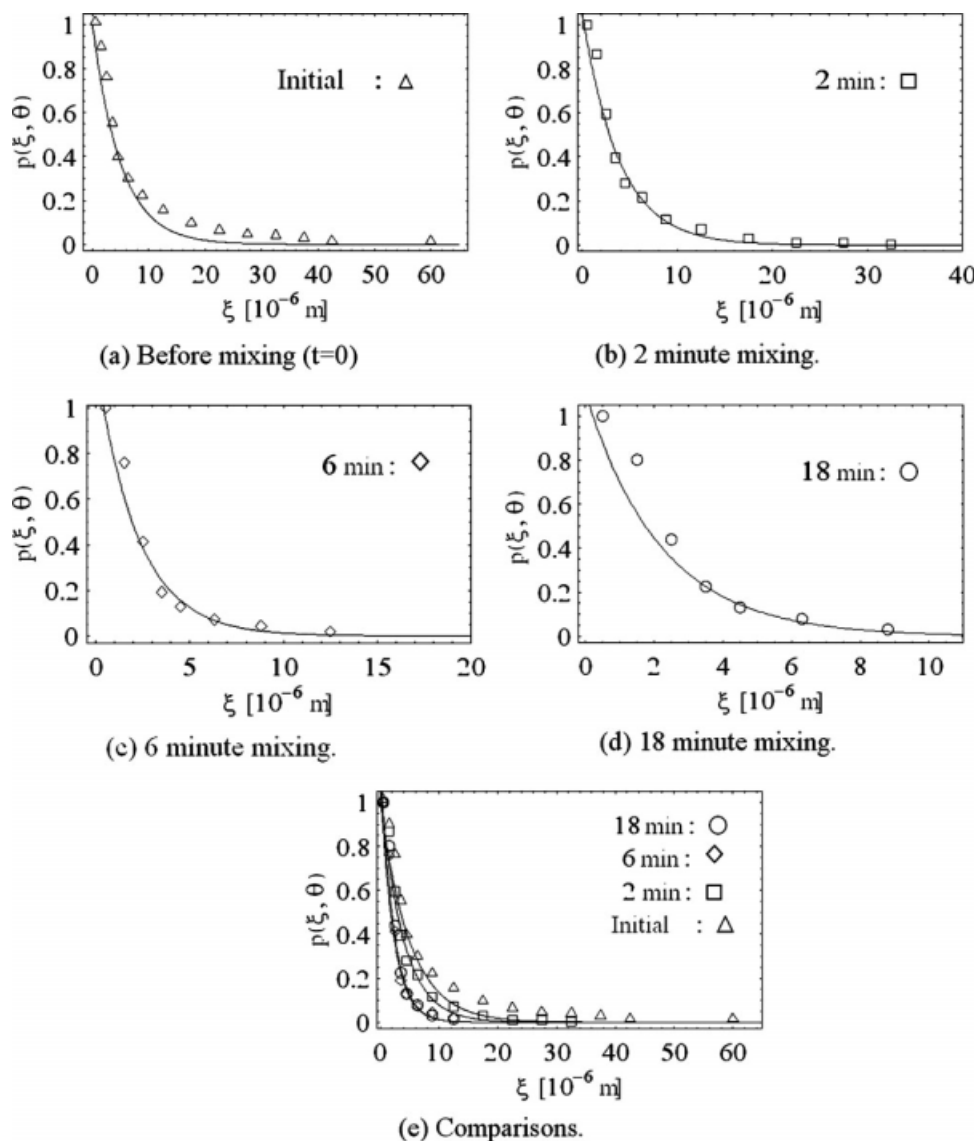 1
0.8
0.6
0.4
0.2
0
p(ξ, θ)
Initial : △
0 10 20 30 40 50 60
ξ [10⁻⁶ m]
(a) Before mixing (t=0)
1
0.8
0.6
0.4
0.2
0
p(ξ, θ)
2 min : □
0 10 20 30 40
ξ [10⁻⁶ m]
(b) 2 minute mixing.
1
0.8
0.6
0.4
0.2
0
p(ξ, θ)
6 min : ◇
0 5 10 15 20
ξ [10⁻⁶ m]
(c) 6 minute mixing.
1
0.8
0.6
0.4
0.2
0
p(ξ, θ)
18 min : ○
0 2 4 6 8 10
ξ [10⁻⁶ m]
(d) 18 minute mixing.
1
0.8
0.6
0.4
0.2
0
p(ξ, θ)
18 min : ○
6 min : ◇
2 min : □
Initial : △
0 10 20 30 40 50 60
ξ [10⁻⁶ m]
(e) Comparisons.